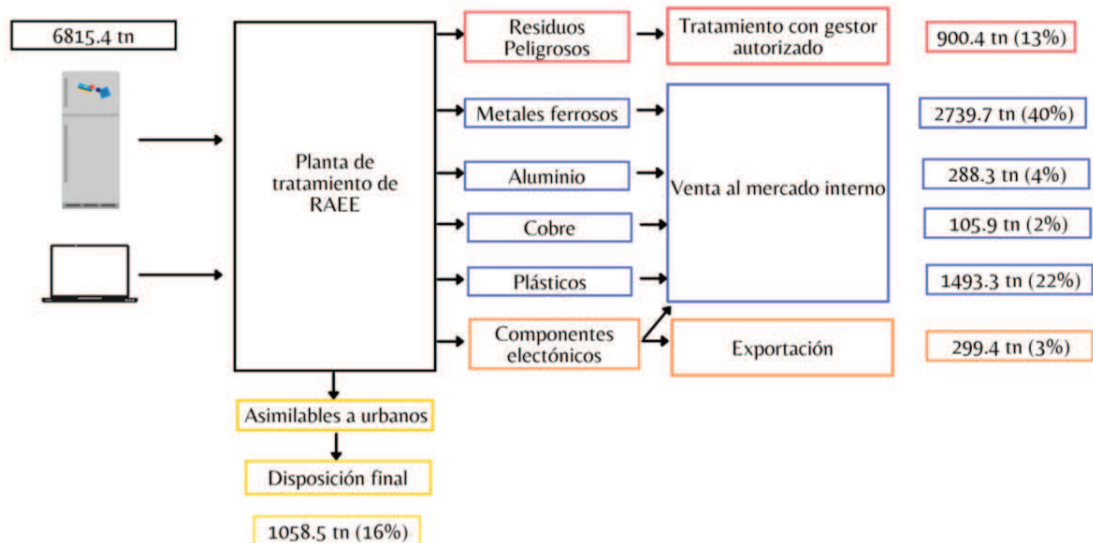 6815.4 tn
Planta de
tratamiento de
RAEE
Residuos
Peligrosos
Tratamiento con gestor
autorizado
900.4 tn (13%)
Metales ferrosos
Aluminio
Cobre
Plásticos
Venta al mercado interno
2739.7 tn (40%)
288.3 tn (4%)
105.9 tn (2%)
1493.3 tn (22%)
Componentes
electónicos
Exportación
299.4 tn (3%)
Asimilables a urbanos
Disposición final
1058.5 tn (16%)